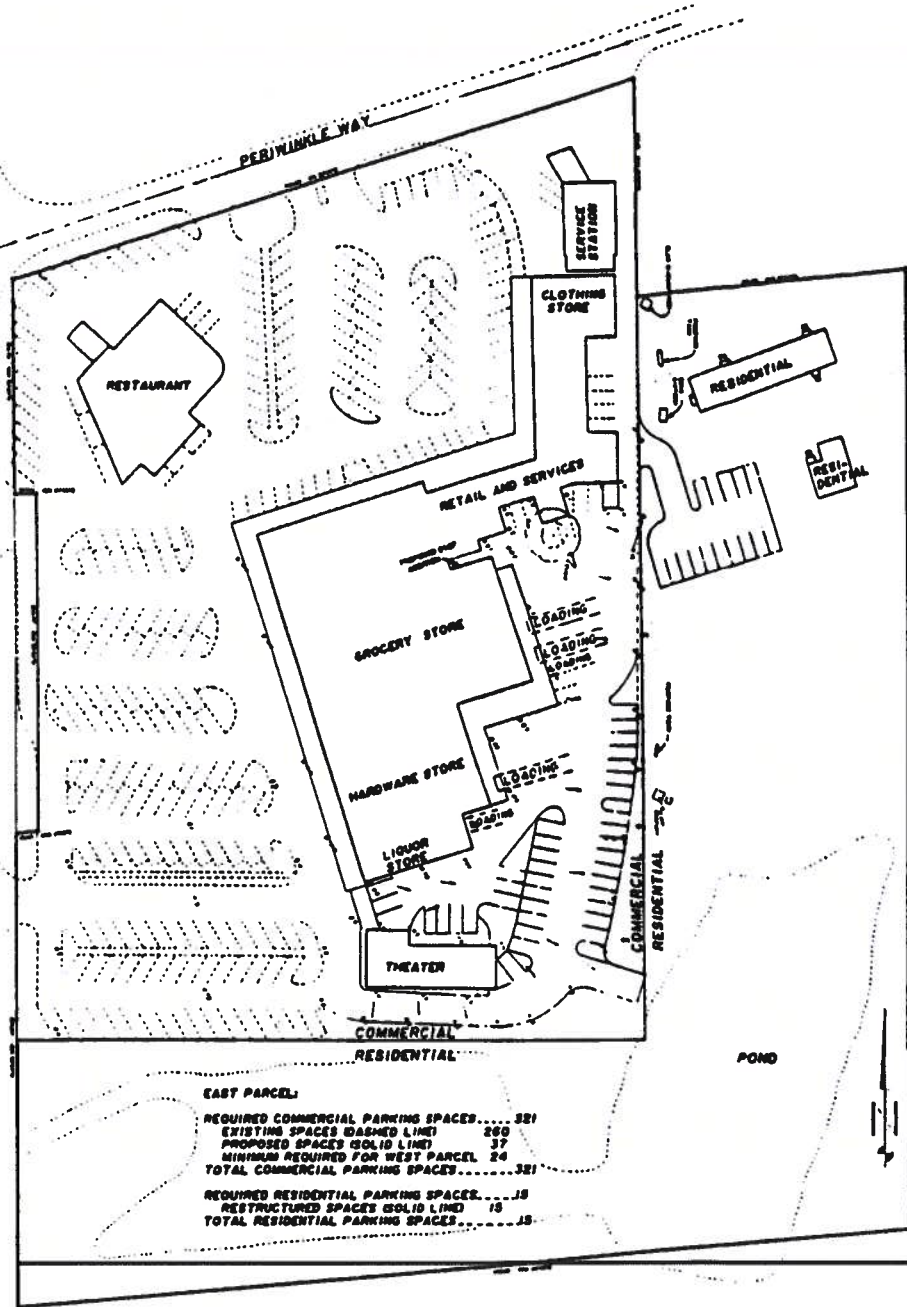 PERIWINKLE WAY
SERVICE
STATION
CLOTHING
STORE
RESTAURANT
RESIDENTIAL
RESI-
DENTIAL
RETAIL AND SERVICES
GROCERY STORE
LOADING
LOADING
LOADING
HARDWARE STORE
LOADING
LOADING
LIQUOR
STORE
COMMERCIAL
RESIDENTIAL
THEATER
COMMERCIAL
RESIDENTIAL
POND
EAST PARCEL:
REQUIRED COMMERCIAL PARKING SPACES.....321
EXISTING SPACES (DASHED LINE) 260
PROPOSED SPACES (SOLID LINE) 37
MINIMUM REQUIRED FOR WEST PARCEL 24
TOTAL COMMERCIAL PARKING SPACES........321
REQUIRED RESIDENTIAL PARKING SPACES.....15
RESTRUCTURED SPACES (SOLID LINE) 15
TOTAL RESIDENTIAL PARKING SPACES.........15